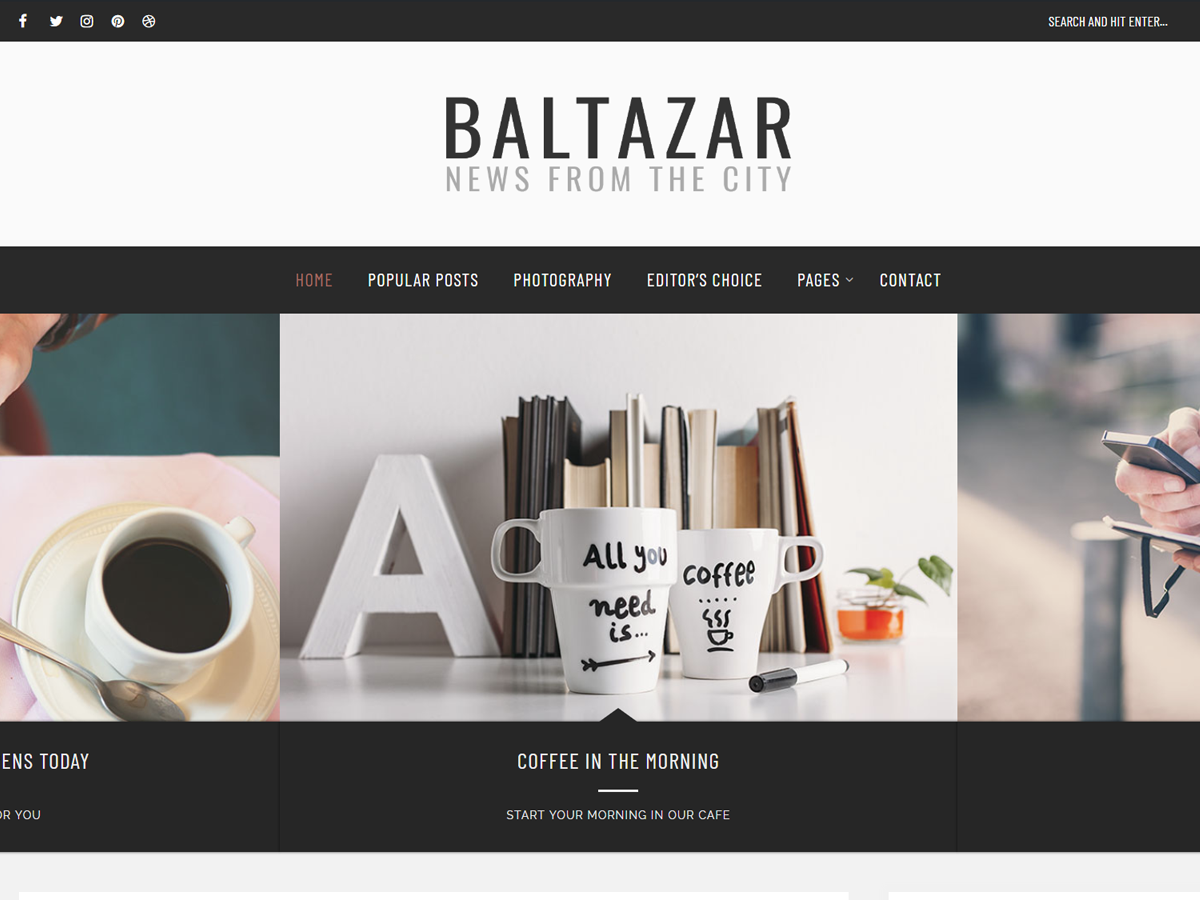 SEARCH AND HIT ENTER...
BALTAZAR
NEWS FROM THE CITY
HOME POPULAR POSTS PHOTOGRAPHY EDITOR'S CHOICE PAGES CONTACT
A
All you
need
is...
coffee
ENS TODAY
OR YOU
COFFEE IN THE MORNING
START YOUR MORNING IN OUR CAFE